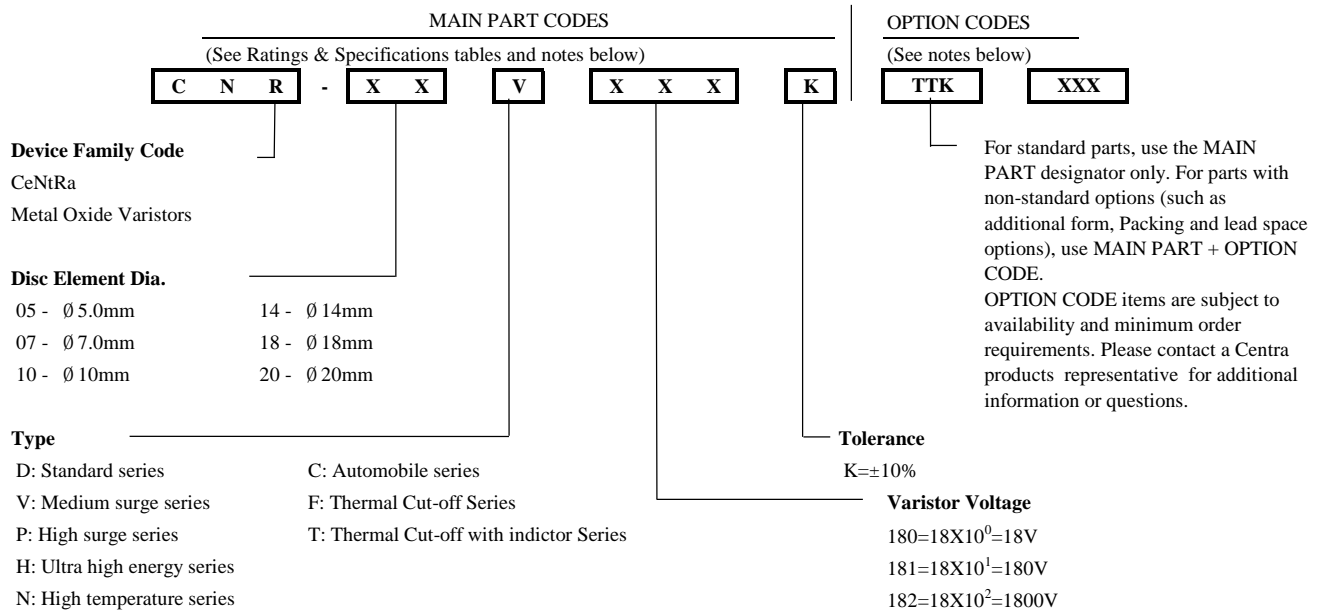 MAIN PART CODES
OPTION CODES
(See Ratings & Specifications tables and notes below)
(See notes below)
C N R - X X V X X X K TTK XXX
Device Family Code
CeNtRa
Metal Oxide Varistors
For standard parts, use the MAIN
PART designator only. For parts with
non-standard options (such as
additional form, Packing and lead space
options), use MAIN PART + OPTION
CODE.
OPTION CODE items are subject to
availability and minimum order
requirements. Please contact a Centra
products representative for additional
information or questions.
Disc Element Dia.
05 - Ø 5.0mm 14 - Ø 14mm
07 - Ø 7.0mm 18 - Ø 18mm
10 - Ø 10mm 20 - Ø 20mm
Type
D: Standard series C: Automobile series
V: Medium surge series F: Thermal Cut-off Series
P: High surge series T: Thermal Cut-off with indictor Series
H: Ultra high energy series
N: High temperature series
Tolerance
K=±10%
Varistor Voltage
180=18X10⁰=18V
181=18X10¹=180V
182=18X10²=1800V